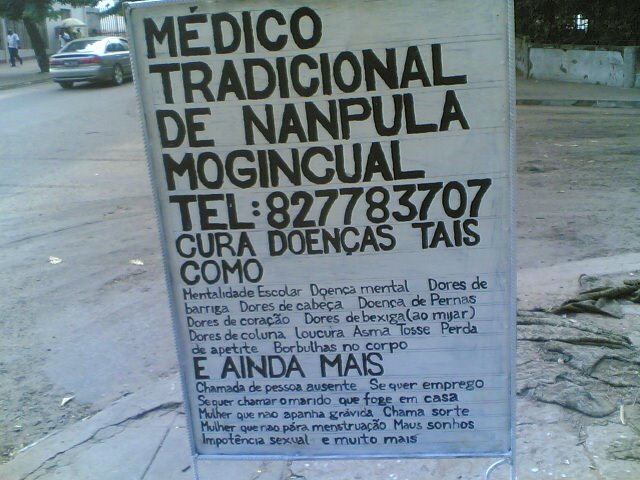 MÉDICO
TRADICIONAL
DE NANPULA
MOGINCUAL
TEL:827783707
CURA DOENÇAS TAIS
COMO
Mentalidade Escolar Doença mental Dores de
barriga Dores de cabeça Doença de Pernas
Dores de coração Dores de bexiga (ao mijar)
Dores de coluna loucura Asma Tosse Perda
de apetite Borbulhas no corpo
E AINDA MAIS
Chamada de pessoa ausente Se quer emprego
Se quer chamar o marido que foge em casa
Mulher que nao apanha grávida Chama sorte
Mulher que não pára menstruação Maus sonhos
Impotência sexual e muito mais